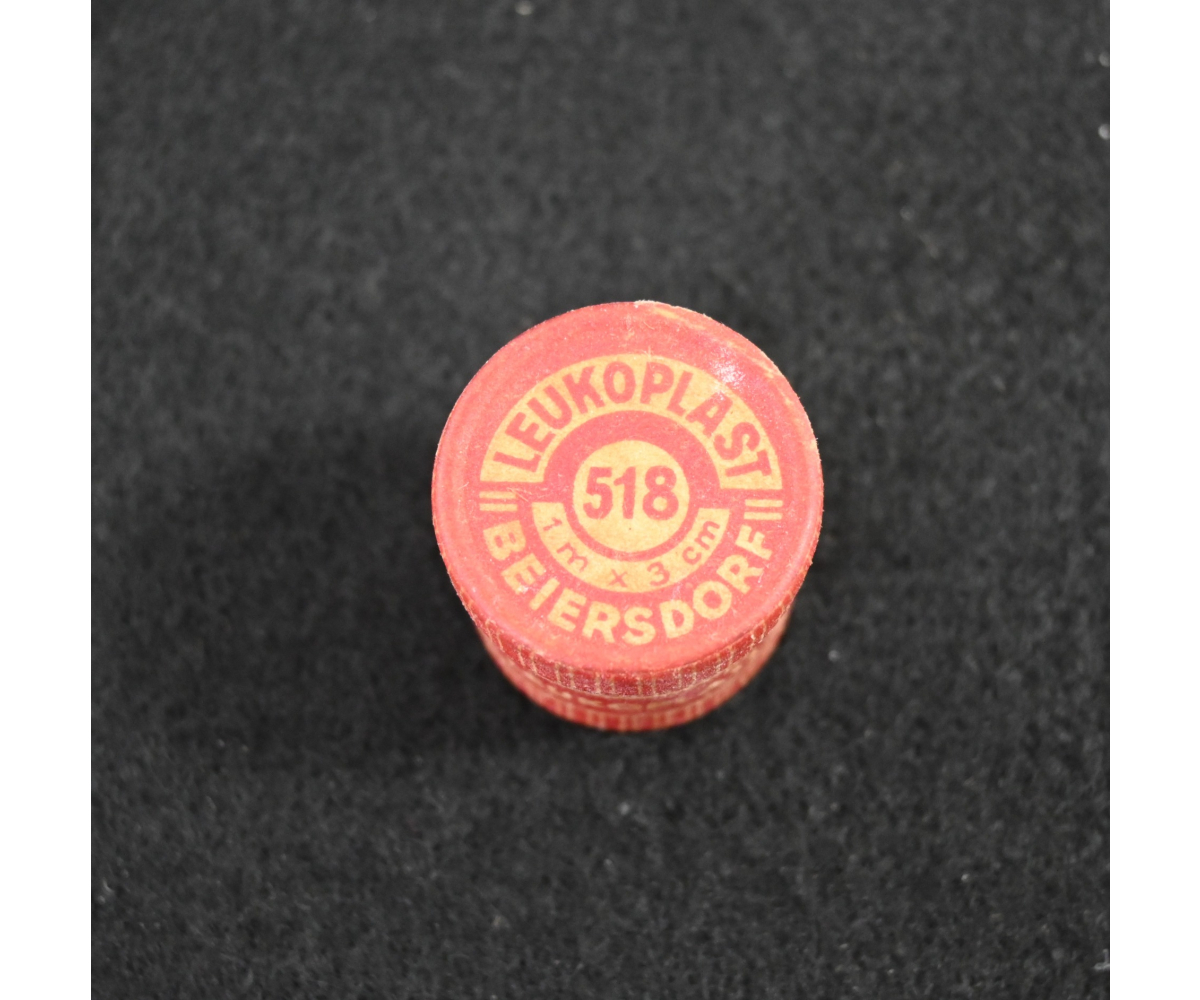 LEUKOPLAST
518
1 m x 3 cm
BEIERSDORF